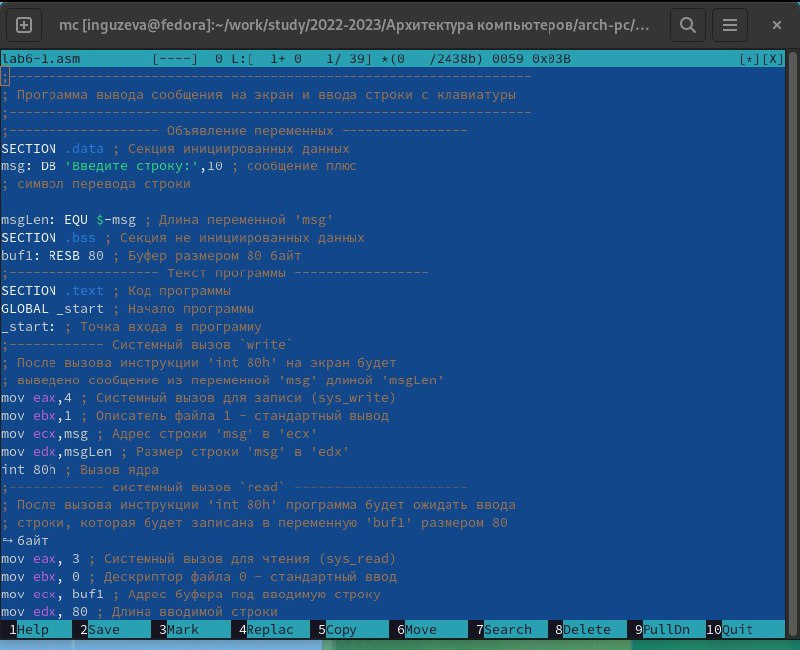 mc [inguzeva@fedora]:~/work/study/2022-2023/Архитектура компьютеров/arch-pc/...
lab6-1.asm [----] 0 L:[ 1+ 0 1/ 39] *(0 /2438b) 0059 0x03B [*][X]
;------------------------------------------------------------------
; Программа вывода сообщения на экран и ввода строки с клавиатуры
;------------------------------------------------------------------
;------------------- Объявление переменных ----------------
SECTION .data ; Секция инициированных данных
msg: DB 'Введите строку:',10 ; сообщение плюс
; символ перевода строки
msgLen: EQU $-msg ; Длина переменной 'msg'
SECTION .bss ; Секция не инициированных данных
buf1: RESB 80 ; Буфер размером 80 байт
;------------------- Текст программы -----------------
SECTION .text ; Код программы
GLOBAL _start ; Начало программы
_start: ; Точка входа в программу
;------------ Системный вызов `write`
; После вызова инструкции 'int 80h' на экран будет
; выведено сообщение из переменной 'msg' длиной 'msgLen'
mov eax,4 ; Системный вызов для записи (sys_write)
mov ebx,1 ; Описатель файла 1 - стандартный вывод
mov ecx,msg ; Адрес строки 'msg' в 'ecx'
mov edx,msgLen ; Размер строки 'msg' в 'edx'
int 80h ; Вызов ядра
;------------ системный вызов `read` ----------------------
; После вызова инструкции 'int 80h' программа будет ожидать ввода
; строки, которая будет записана в переменную 'buf1' размером 80
↪ байт
mov eax, 3 ; Системный вызов для чтения (sys_read)
mov ebx, 0 ; Дескриптор файла 0 - стандартный ввод
mov ecx, buf1 ; Адрес буфера под вводимую строку
mov edx, 80 ; Длина вводимой строки
1Help 2Save 3Mark 4Replac 5Copy 6Move 7Search 8Delete 9PullDn 10Quit